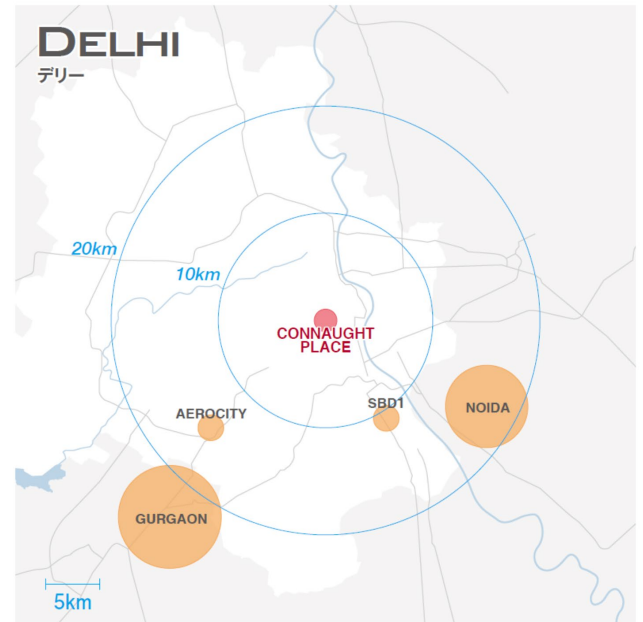 DELHI
デリー
20km
10km
CONNAUGHT
PLACE
AEROCITY
SBD1
NOIDA
GURGAON
5km